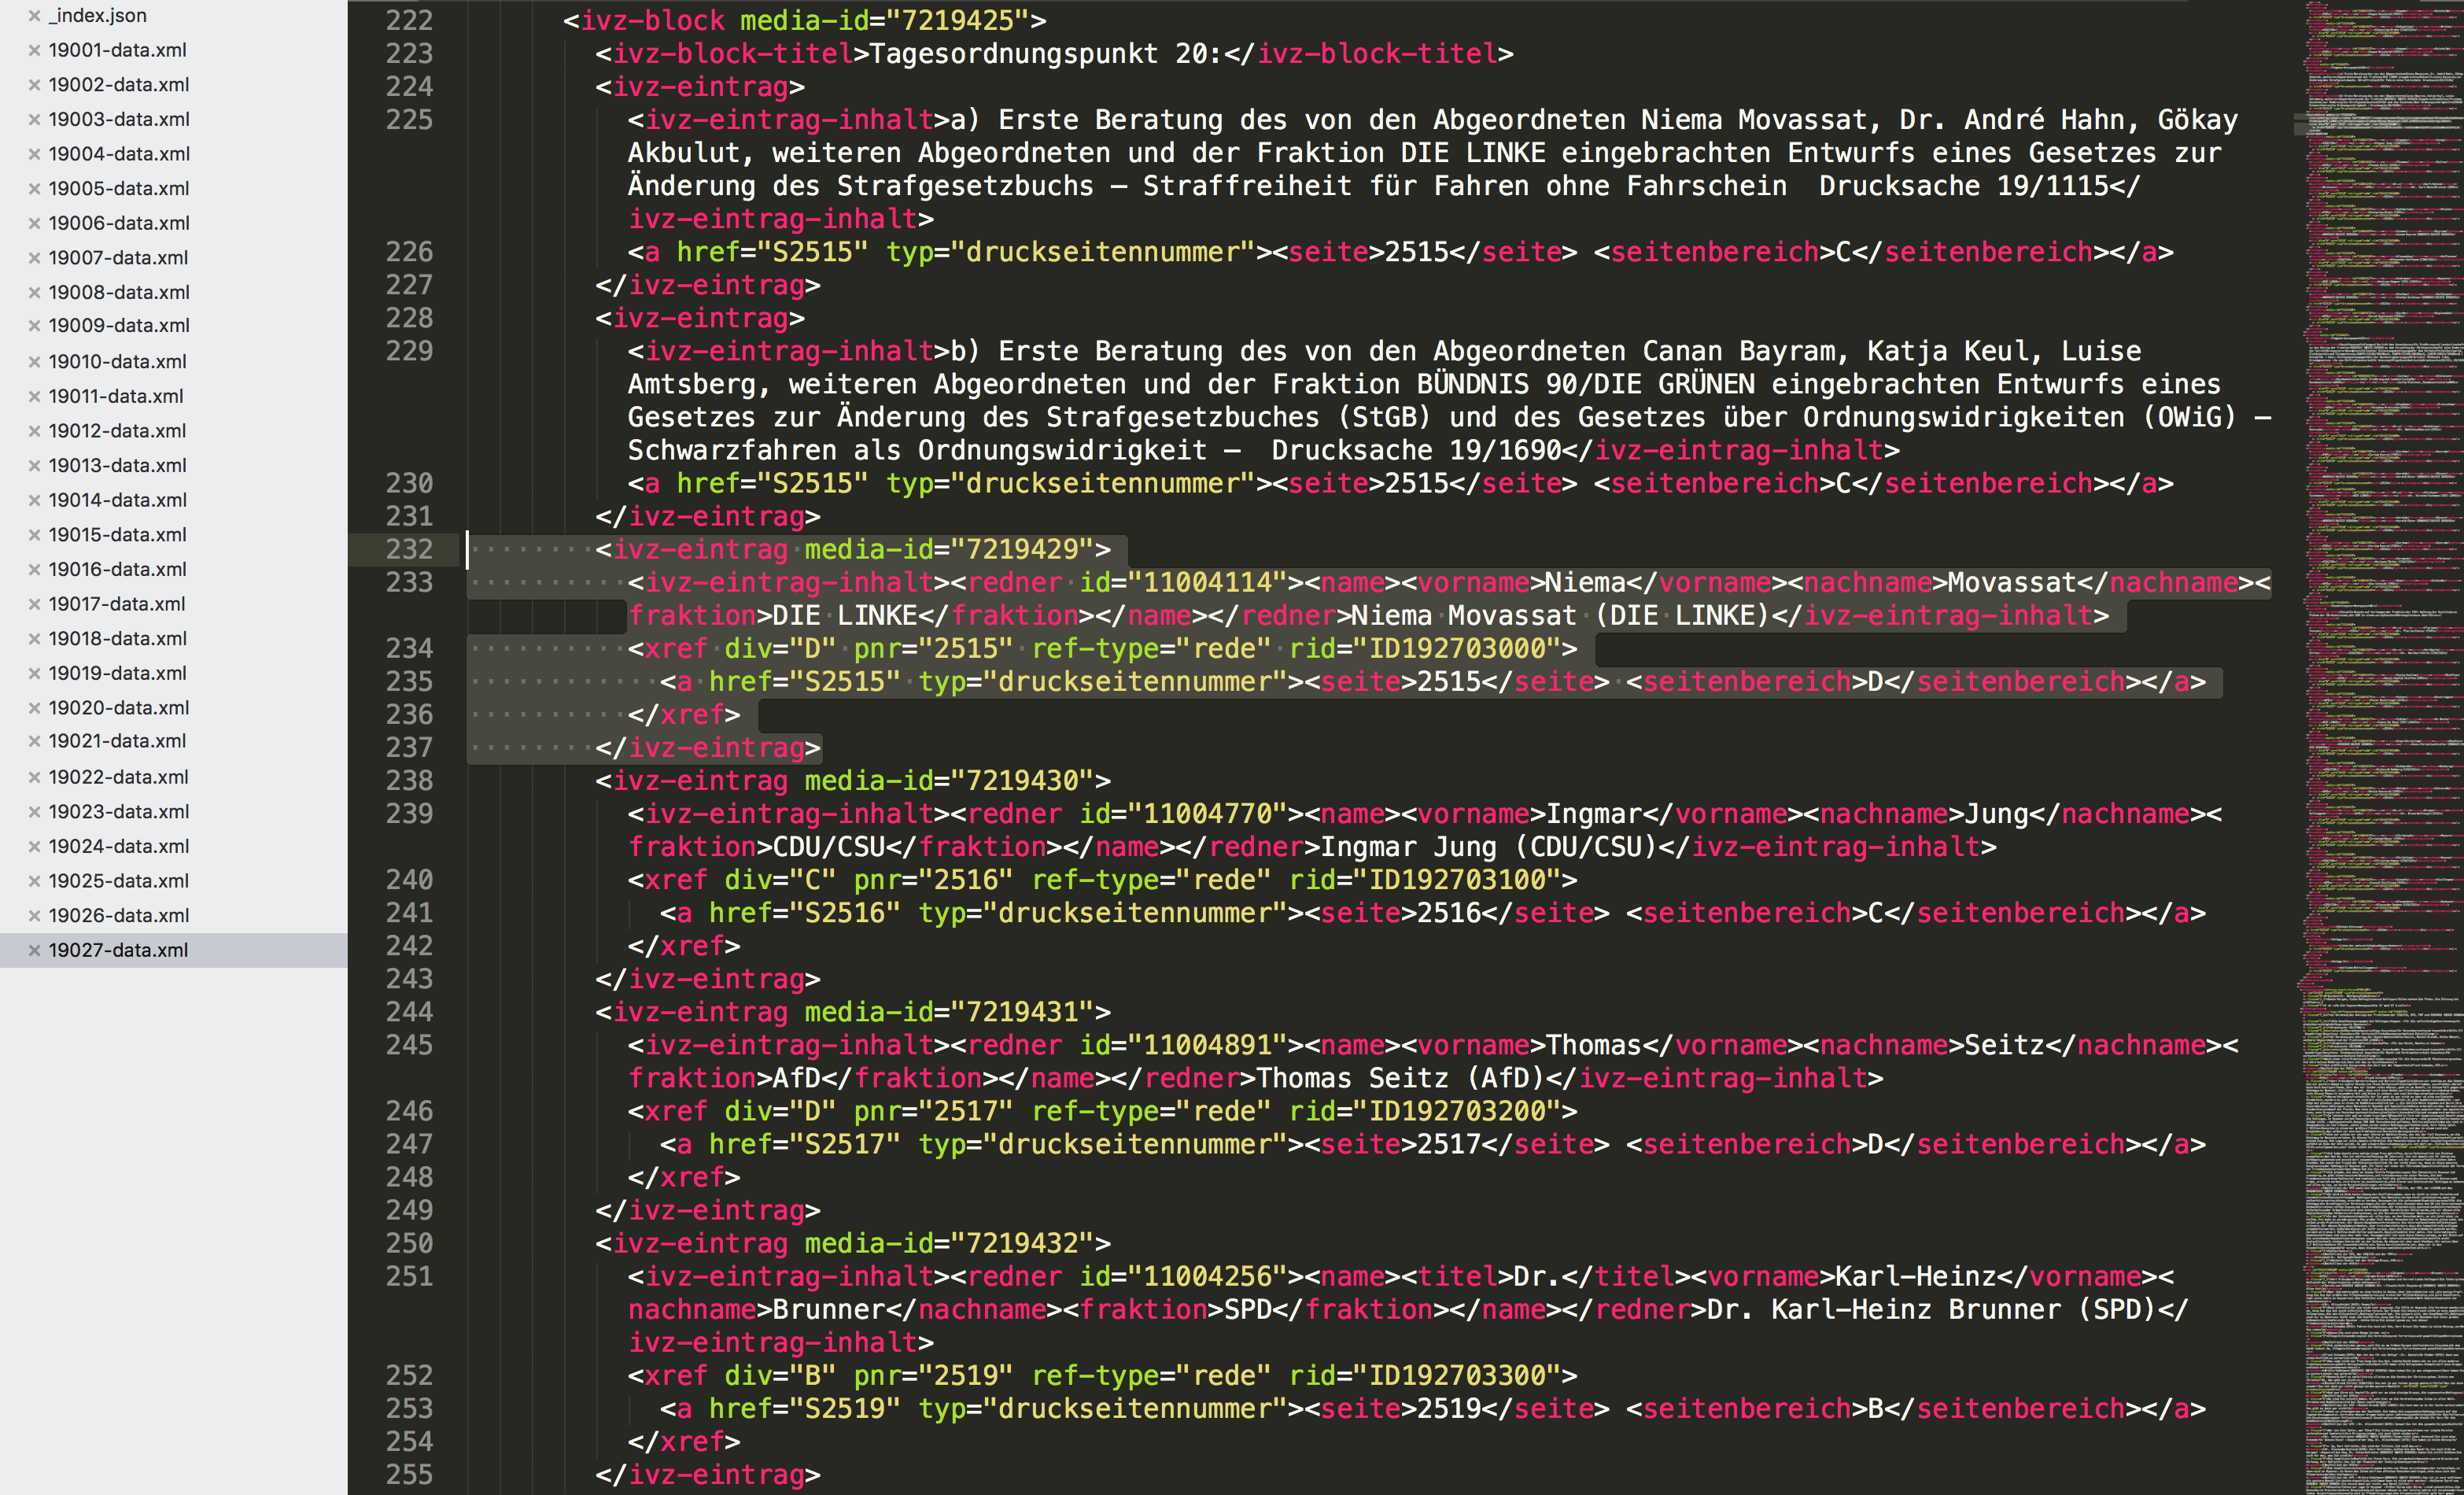 _index.json
19001-data.xml
19002-data.xml
19003-data.xml
19004-data.xml
19005-data.xml
19006-data.xml
19007-data.xml
19008-data.xml
19009-data.xml
19010-data.xml
19011-data.xml
19012-data.xml
19013-data.xml
19014-data.xml
19015-data.xml
19016-data.xml
19017-data.xml
19018-data.xml
19019-data.xml
19020-data.xml
19021-data.xml
19022-data.xml
19023-data.xml
19024-data.xml
19025-data.xml
19026-data.xml
19027-data.xml
222 <ivz-block media-id="7219425">
223 <ivz-block-titel>Tagesordnungspunkt 20:</ivz-block-titel>
224 <ivz-eintrag>
225 <ivz-eintrag-inhalt>a) Erste Beratung des von den Abgeordneten Niema Movassat, Dr. André Hahn, Gökay
Akbulut, weiteren Abgeordneten und der Fraktion DIE LINKE eingebrachten Entwurfs eines Gesetzes zur
Änderung des Strafgesetzbuchs – Straffreiheit für Fahren ohne Fahrschein  Drucksache 19/1115</
ivz-eintrag-inhalt>
226 <a href="S2515" typ="druckseitennummer"><seite>2515</seite> <seitenbereich>C</seitenbereich></a>
227 </ivz-eintrag>
228 <ivz-eintrag>
229 <ivz-eintrag-inhalt>b) Erste Beratung des von den Abgeordneten Canan Bayram, Katja Keul, Luise
Amtsberg, weiteren Abgeordneten und der Fraktion BÜNDNIS 90/DIE GRÜNEN eingebrachten Entwurfs eines
Gesetzes zur Änderung des Strafgesetzbuches (StGB) und des Gesetzes über Ordnungswidrigkeiten (OWiG) –
Schwarzfahren als Ordnungswidrigkeit –  Drucksache 19/1690</ivz-eintrag-inhalt>
230 <a href="S2515" typ="druckseitennummer"><seite>2515</seite> <seitenbereich>C</seitenbereich></a>
231 </ivz-eintrag>
232 <ivz-eintrag media-id="7219429">
233 <ivz-eintrag-inhalt><redner id="11004114"><name><vorname>Niema</vorname><nachname>Movassat</nachname><
fraktion>DIE LINKE</fraktion></name></redner>Niema Movassat (DIE LINKE)</ivz-eintrag-inhalt>
234 <xref div="D" pnr="2515" ref-type="rede" rid="ID192703000">
235 <a href="S2515" typ="druckseitennummer"><seite>2515</seite> <seitenbereich>D</seitenbereich></a>
236 </xref>
237 </ivz-eintrag>
238 <ivz-eintrag media-id="7219430">
239 <ivz-eintrag-inhalt><redner id="11004770"><name><vorname>Ingmar</vorname><nachname>Jung</nachname><
fraktion>CDU/CSU</fraktion></name></redner>Ingmar Jung (CDU/CSU)</ivz-eintrag-inhalt>
240 <xref div="C" pnr="2516" ref-type="rede" rid="ID192703100">
241 <a href="S2516" typ="druckseitennummer"><seite>2516</seite> <seitenbereich>C</seitenbereich></a>
242 </xref>
243 </ivz-eintrag>
244 <ivz-eintrag media-id="7219431">
245 <ivz-eintrag-inhalt><redner id="11004891"><name><vorname>Thomas</vorname><nachname>Seitz</nachname><
fraktion>AfD</fraktion></name></redner>Thomas Seitz (AfD)</ivz-eintrag-inhalt>
246 <xref div="D" pnr="2517" ref-type="rede" rid="ID192703200">
247 <a href="S2517" typ="druckseitennummer"><seite>2517</seite> <seitenbereich>D</seitenbereich></a>
248 </xref>
249 </ivz-eintrag>
250 <ivz-eintrag media-id="7219432">
251 <ivz-eintrag-inhalt><redner id="11004256"><name><titel>Dr.</titel><vorname>Karl-Heinz</vorname><
nachname>Brunner</nachname><fraktion>SPD</fraktion></name></redner>Dr. Karl-Heinz Brunner (SPD)</
ivz-eintrag-inhalt>
252 <xref div="B" pnr="2519" ref-type="rede" rid="ID192703300">
253 <a href="S2519" typ="druckseitennummer"><seite>2519</seite> <seitenbereich>B</seitenbereich></a>
254 </xref>
255 </ivz-eintrag>